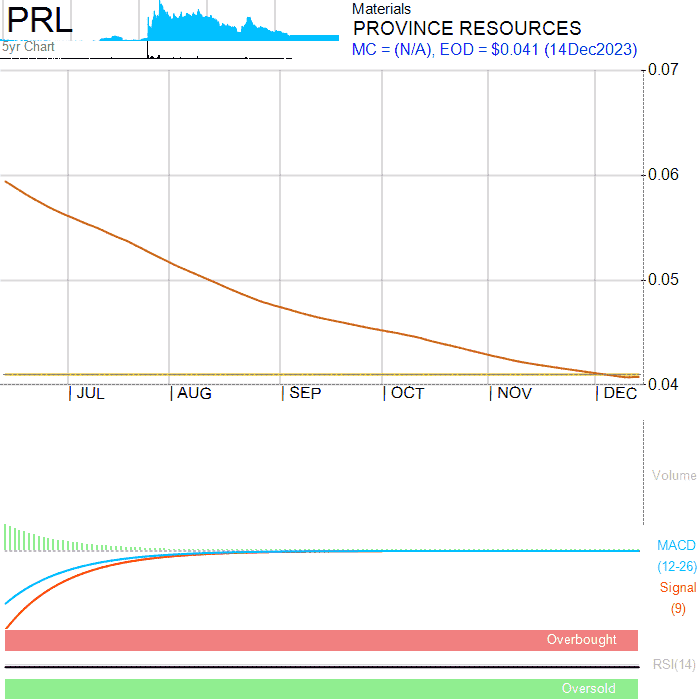 PRL
5yr Chart
Materials
PROVINCE RESOURCES
MC = (N/A), EOD = $0.041 (14Dec2023)
0.07
0.06
0.05
0.04
JUL AUG SEP OCT NOV DEC
Volume
MACD
(12-26)
Signal
(9)
Overbought
RSI(14)
Oversold